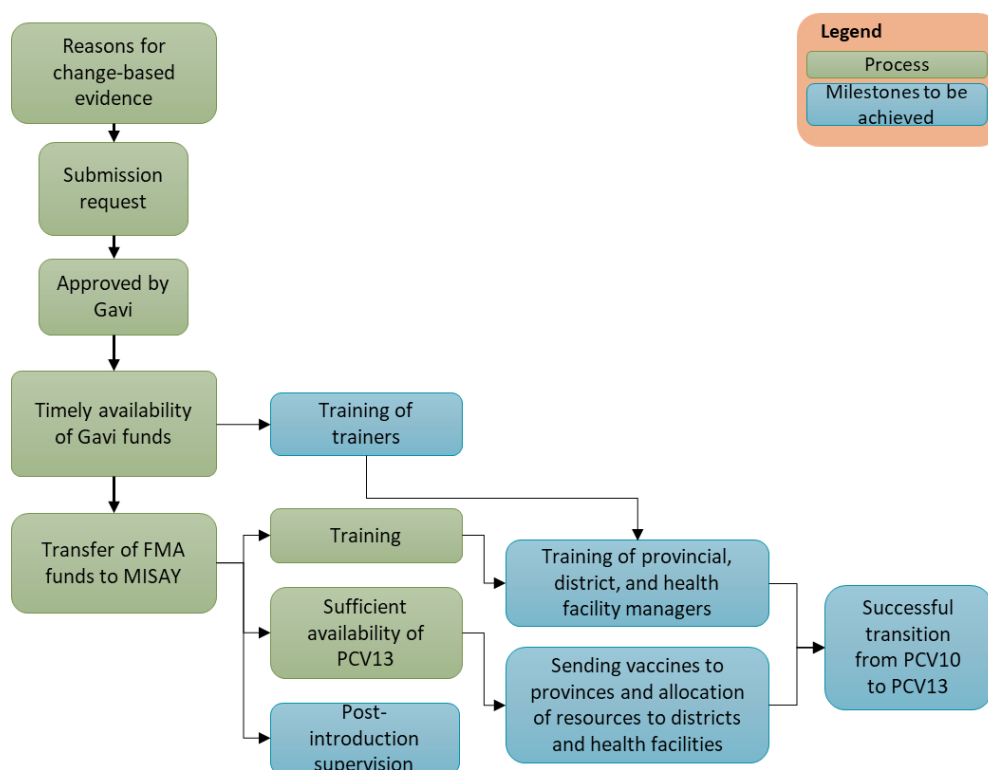 Reasons for
change-based
evidence
Legend
Process
Milestones to be
achieved
Submission
request
Approved by
Gavi
Timely availability
of Gavi funds
Training of
trainers
Transfer of FMA
funds to MISAY
Training
Training of provincial,
district, and health
facility managers
Sufficient
availability of
PCV13
Successful
transition
from PCV10
to PCV13
Sending vaccines to
provinces and allocation
of resources to districts
and health facilities
Post-
introduction
supervision